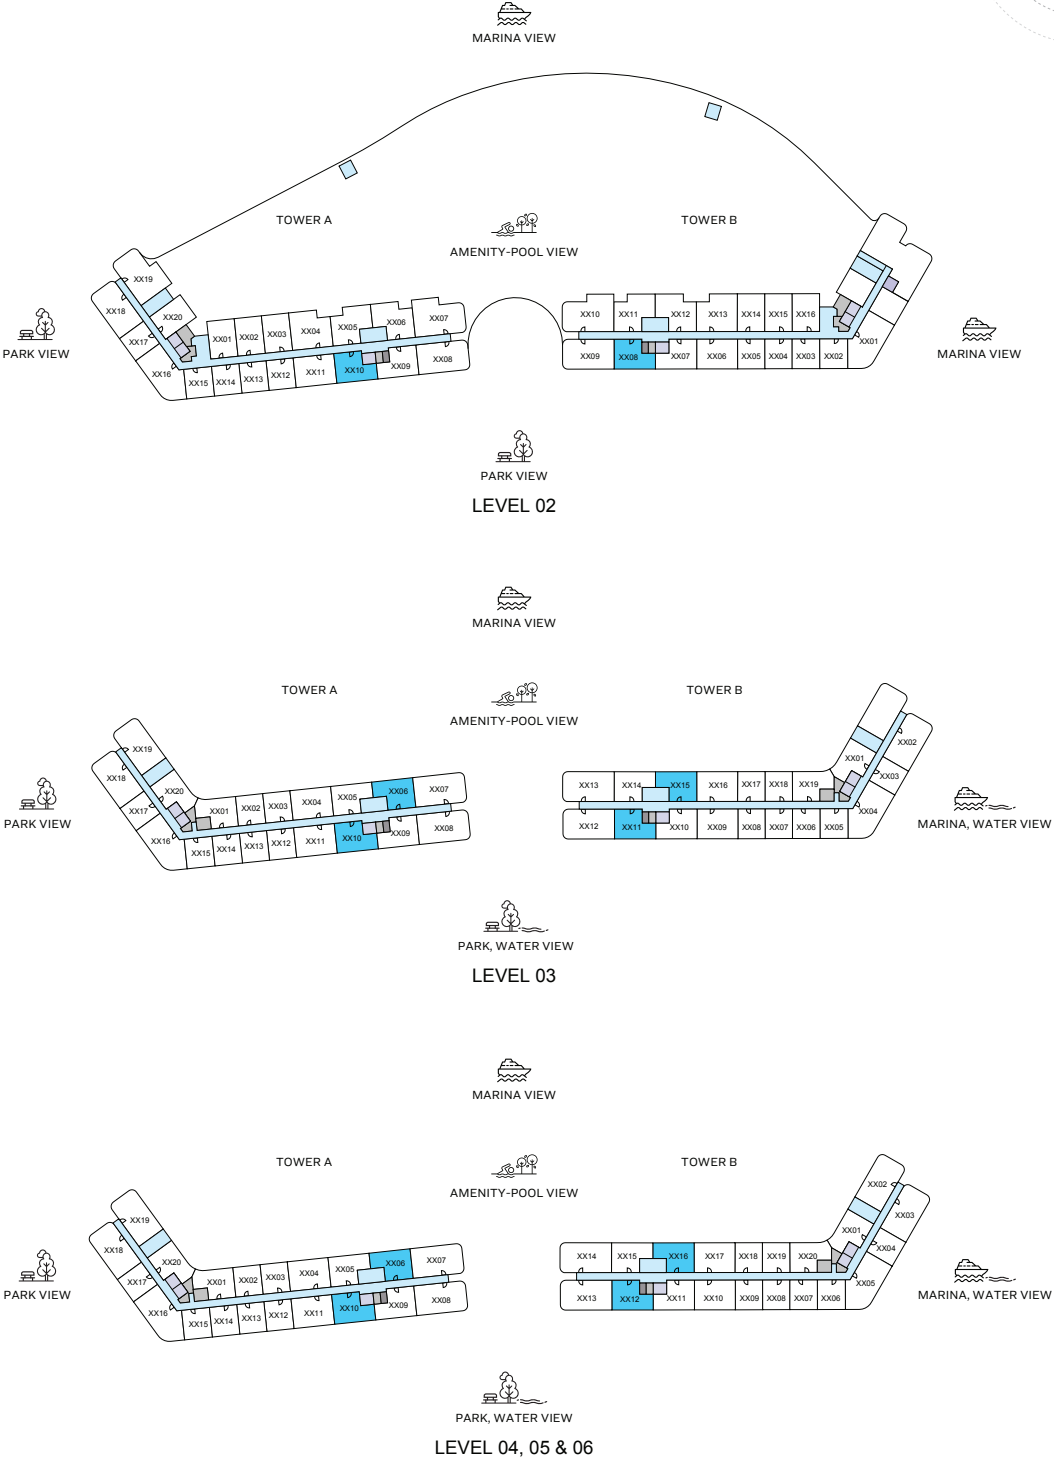 MARINA VIEW
TOWER A
TOWER B
AMENITY-POOL VIEW
XX19
XX18
XX20
XX17
XX16
XX15
XX14
XX13
XX12
XX11
XX10
XX09
XX08
XX01
XX02
XX03
XX04
XX05
XX06
XX07
XX10
XX11
XX12
XX13
XX14
XX15
XX16
XX01
XX09
XX08
XX07
XX06
XX05
XX04
XX03
XX02
PARK VIEW
MARINA VIEW
PARK VIEW
LEVEL 02
MARINA VIEW
TOWER A
TOWER B
AMENITY-POOL VIEW
XX19
XX18
XX20
XX17
XX16
XX15
XX14
XX13
XX12
XX11
XX10
XX09
XX08
XX01
XX02
XX03
XX04
XX05
XX06
XX07
XX13
XX14
XX15
XX16
XX17
XX18
XX19
XX01
XX02
XX03
XX04
XX12
XX11
XX10
XX09
XX08
XX07
XX06
XX05
PARK VIEW
MARINA, WATER VIEW
PARK, WATER VIEW
LEVEL 03
MARINA VIEW
TOWER A
TOWER B
AMENITY-POOL VIEW
XX19
XX18
XX20
XX17
XX16
XX15
XX14
XX13
XX12
XX11
XX10
XX09
XX08
XX01
XX02
XX03
XX04
XX05
XX06
XX07
XX14
XX15
XX16
XX17
XX18
XX19
XX20
XX01
XX02
XX03
XX04
XX05
XX13
XX12
XX11
XX10
XX09
XX08
XX07
XX06
PARK VIEW
MARINA, WATER VIEW
PARK, WATER VIEW
LEVEL 04, 05 & 06